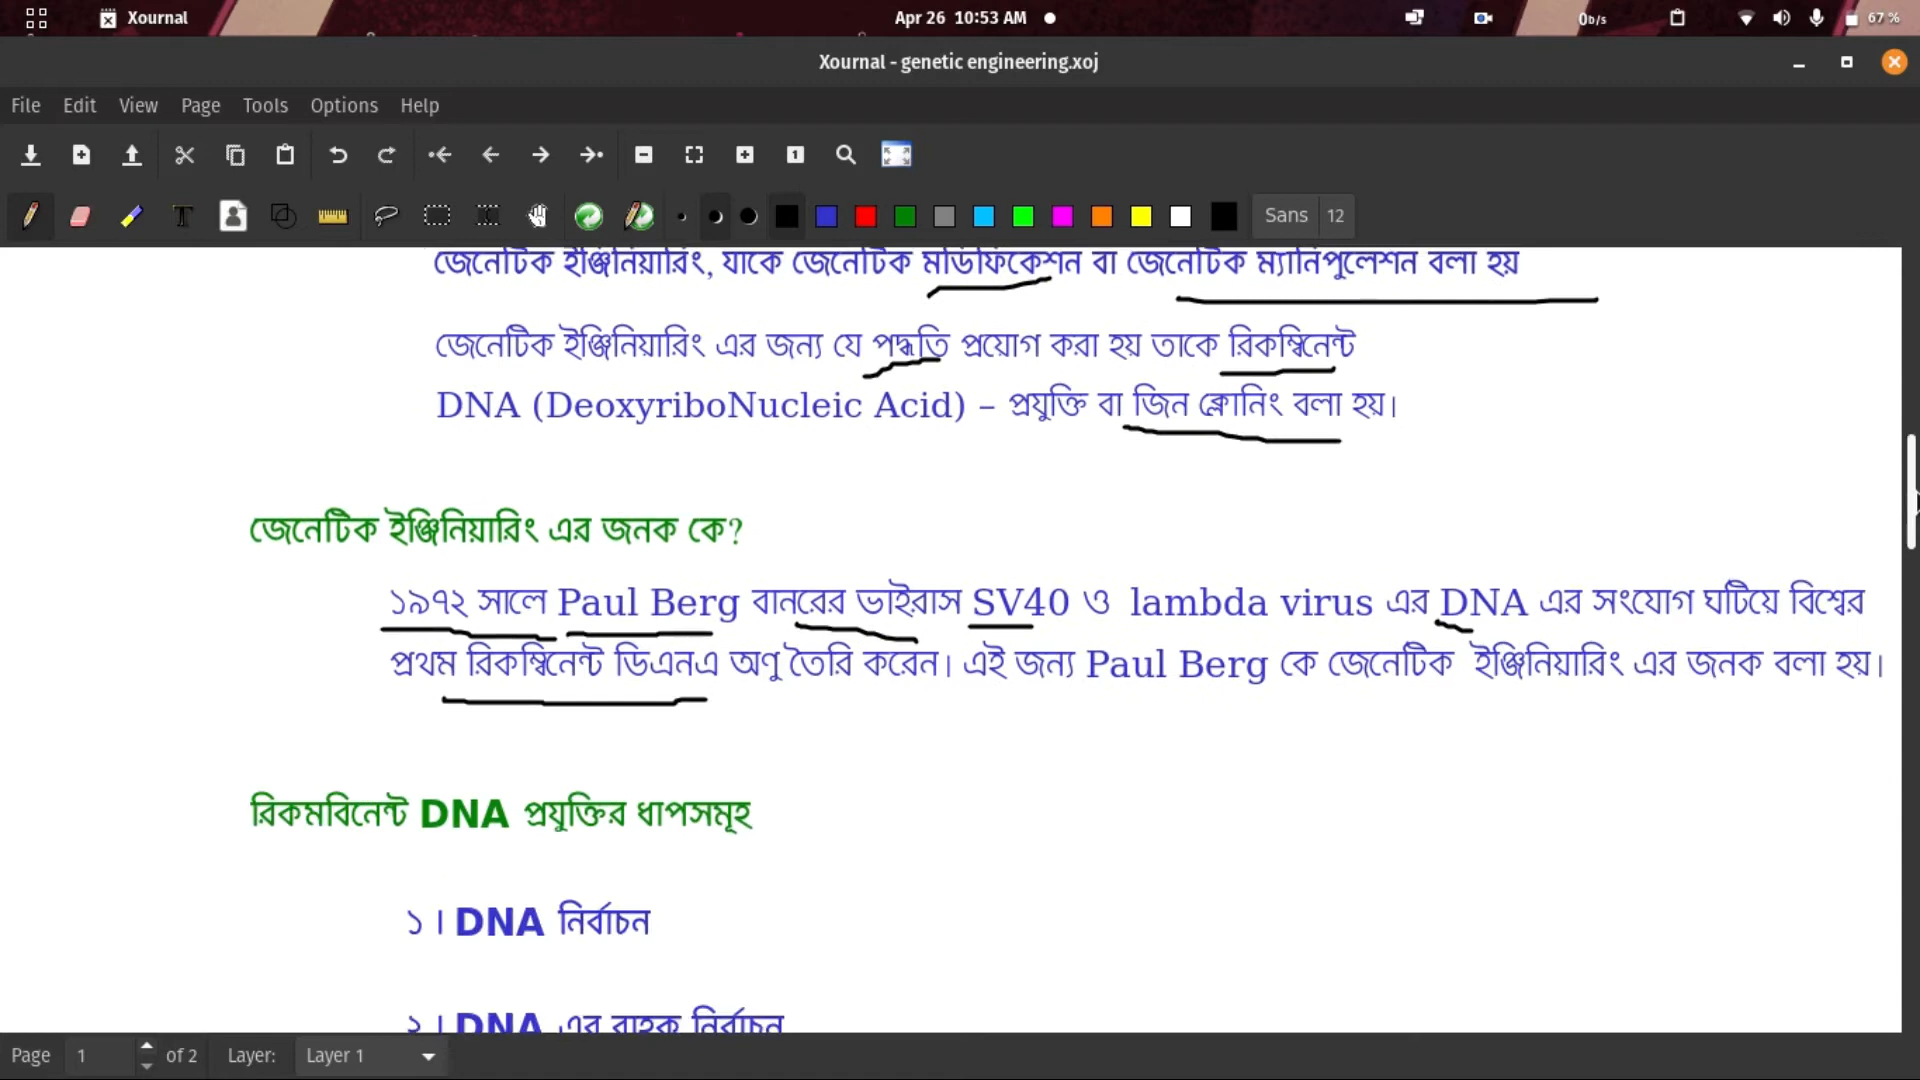 Xournal
Apr 26 10:53 AM
0b/s
67 %
Xournal - genetic engineering.xoj
File Edit View Page Tools Options Help
Sans 12
জেনেটিক ইঞ্জিনিয়ারিং, যাকে জেনেটিক মডিফিকেশন বা জেনেটিক ম্যানিপুলেশন বলা হয়
জেনেটিক ইঞ্জিনিয়ারিং এর জন্য যে পদ্ধতি প্রয়োগ করা হয় তাকে রিকম্বিনেন্ট
DNA (DeoxyriboNucleic Acid) – প্রযুক্তি বা জিন ক্লোনিং বলা হয়।
জেনেটিক ইঞ্জিনিয়ারিং এর জনক কে?
১৯৭২ সালে Paul Berg বানরের ভাইরাস SV40 ও lambda virus এর DNA এর সংযোগ ঘটিয়ে বিশ্বের
প্রথম রিকম্বিনেন্ট ডিএনএ অণু তৈরি করেন। এই জন্য Paul Berg কে জেনেটিক ইঞ্জিনিয়ারিং এর জনক বলা হয়।
রিকমবিনেন্ট DNA প্রযুক্তির ধাপসমূহ
১। DNA নির্বাচন
২। DNA এর বাহক নির্বাচন
Page 1 of 2 Layer: Layer 1